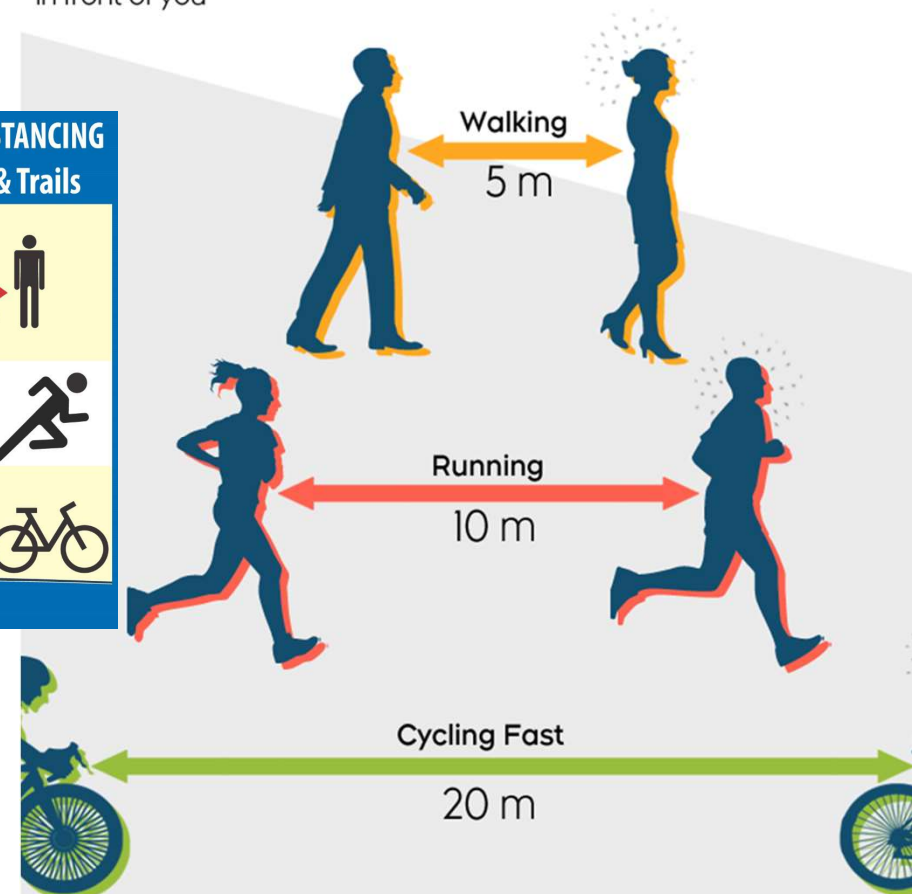 in front of you
Walking
5 m
TANCING
& Trails
Running
10 m
Cycling Fast
20 m